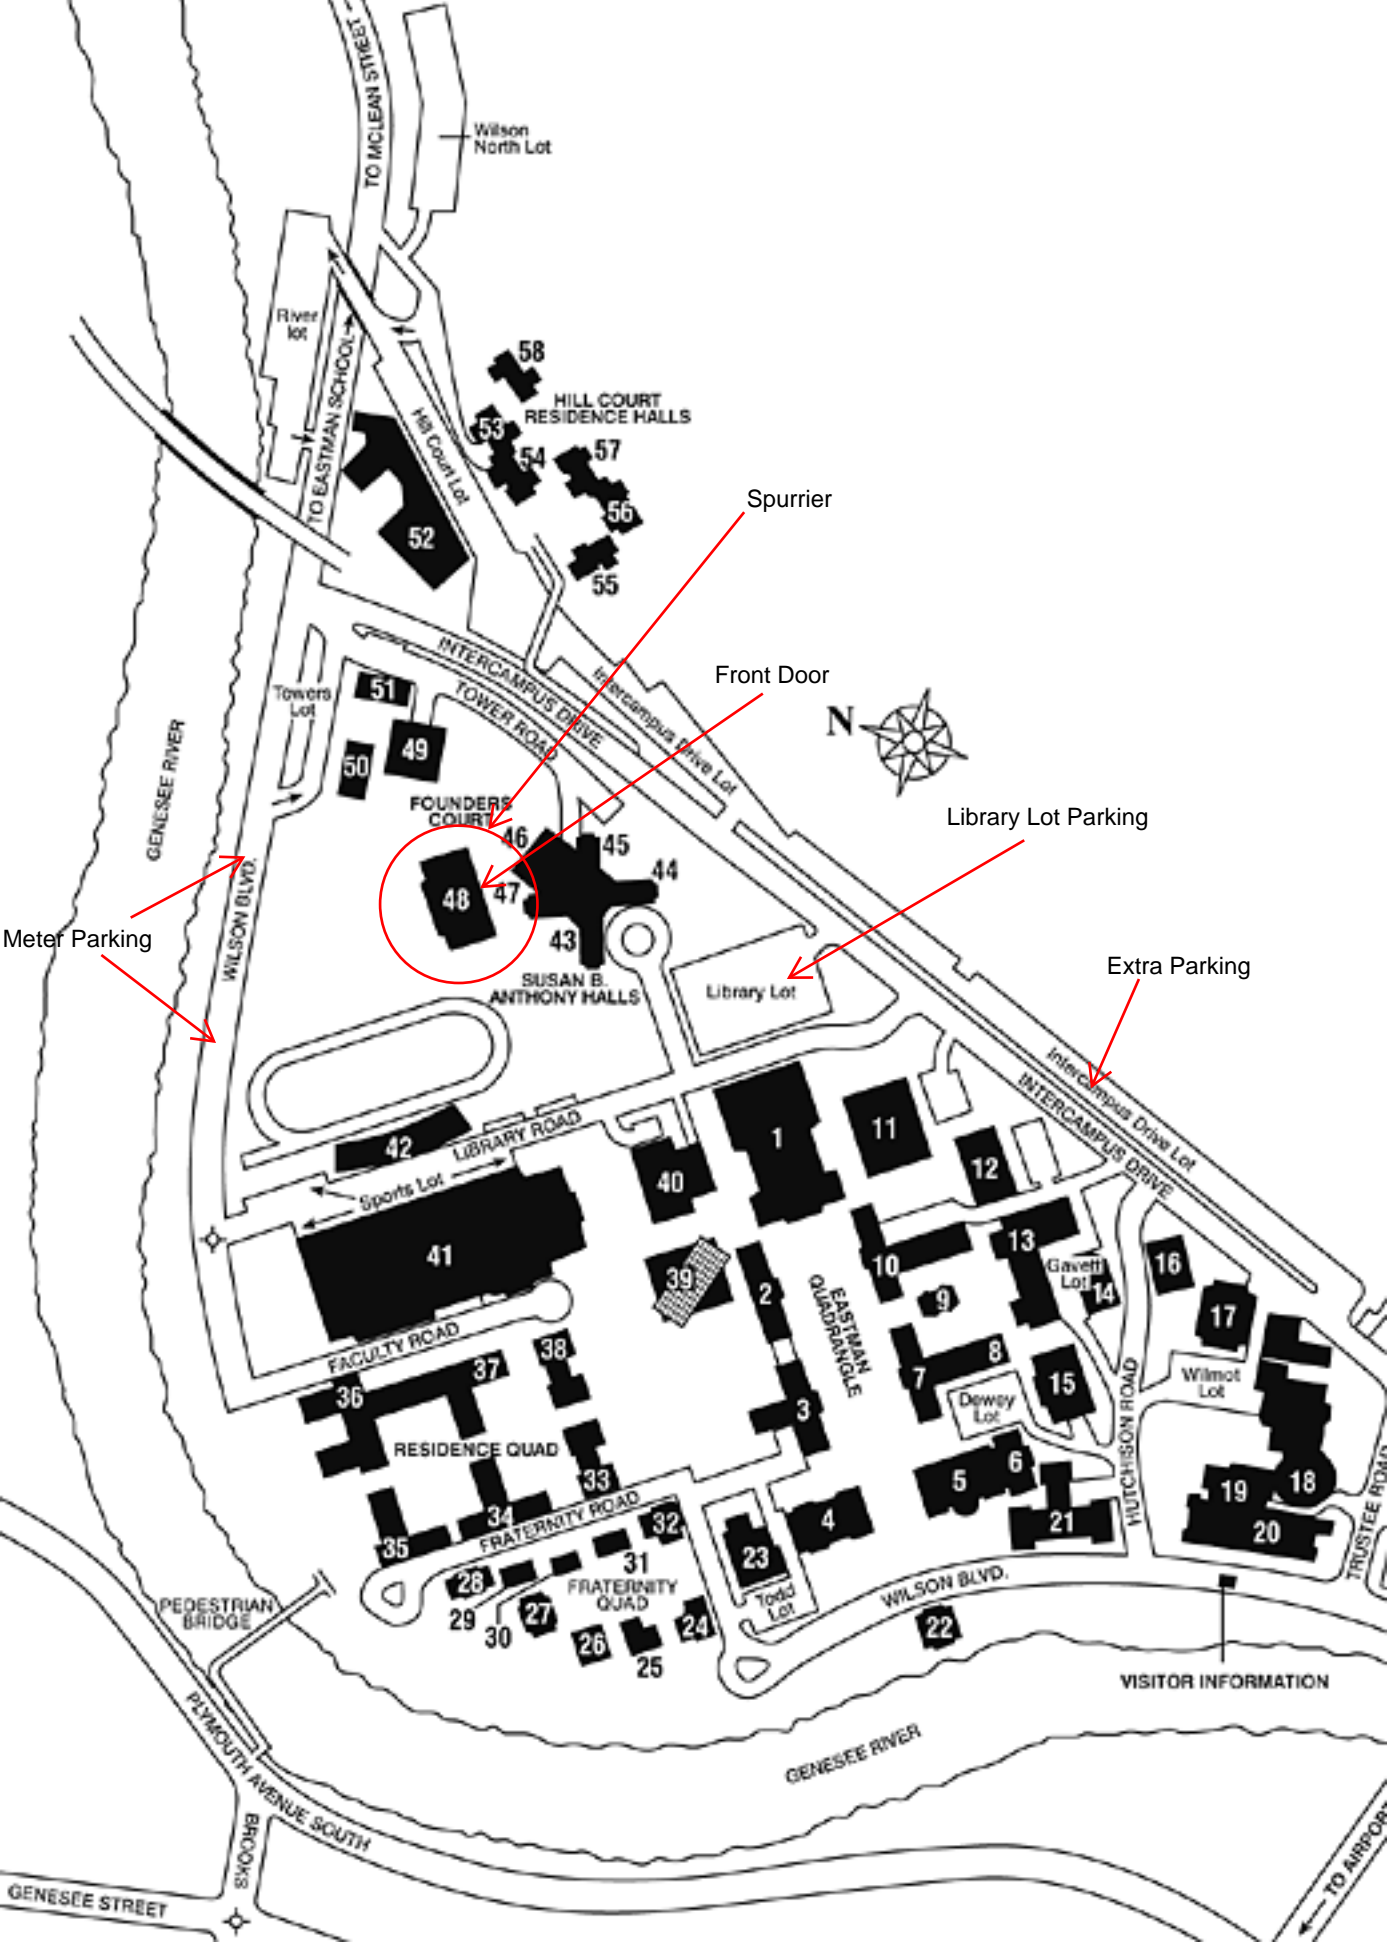 TO MCLEAN STREET
Wilson
North Lot
River
lot
TO EASTMAN SCHOOL
Hill Court Lot
58
HILL COURT
RESIDENCE HALLS
53
54
57
56
55
52
Spurrier
INTERCAMPUS DRIVE
TOWER ROAD
Intercampus Drive Lot
Front Door
N
Towers
Lot
51
49
50
GENESEE RIVER
FOUNDERS
COURT
46
45
44
47
48
43
SUSAN B.
ANTHONY HALLS
Library Lot Parking
Meter Parking
WILSON BLVD.
Library Lot
Extra Parking
Intercampus Drive Lot
INTERCAMPUS DRIVE
42
LIBRARY ROAD
Sports Lot
41
40
1
11
12
39
2
10
9
13
Gavett
Lot
14
16
17
EASTMAN
QUADRANGLE
FACULTY ROAD
38
37
36
7
8
Dewey
Lot
15
Wilmot
Lot
HUTCHISON ROAD
3
RESIDENCE QUAD
33
34
35
FRATERNITY ROAD
5
6
4
21
19
18
20
TRUSTEE ROAD
32
31
23
28
29
30
27
26
25
24
FRATERNITY
QUAD
Todd
Lot
WILSON BLVD.
22
VISITOR INFORMATION
PEDESTRIAN
BRIDGE
PLYMOUTH AVENUE SOUTH
GENESEE RIVER
BROOKS
GENESEE STREET
TO AIRPORT